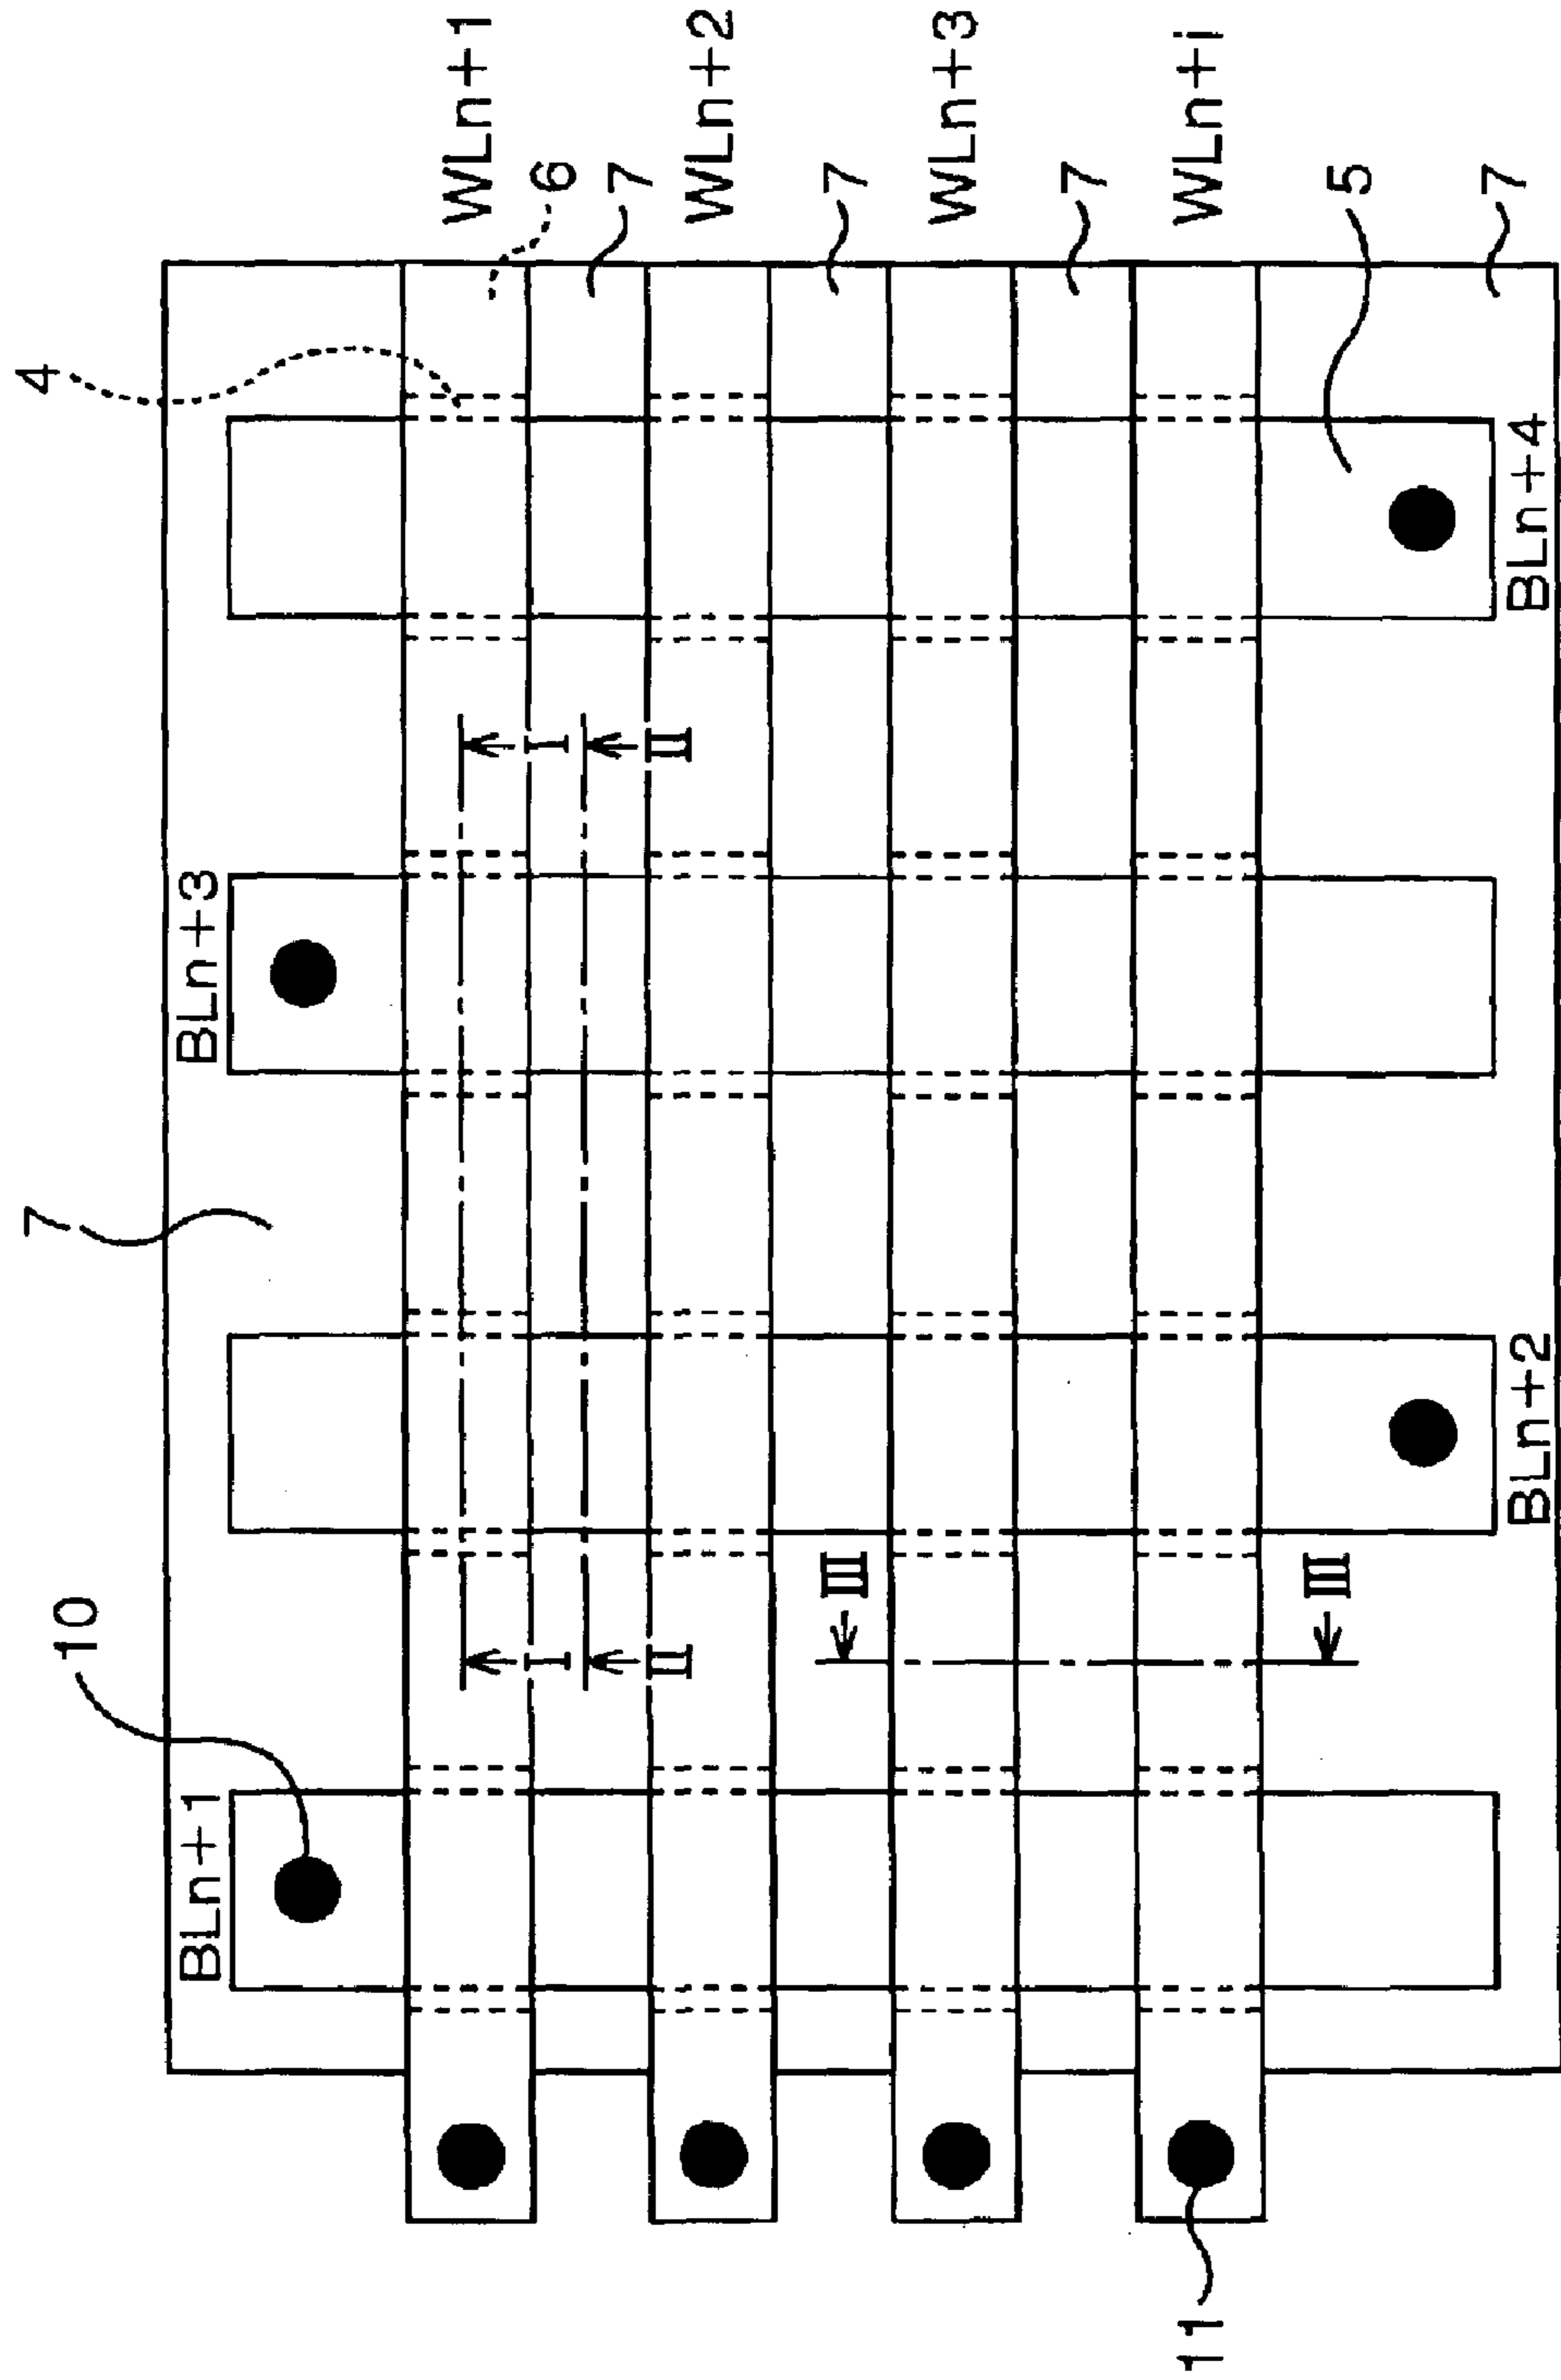 10
7
4
BLn+1
BLn+3
WLn+1
I
I
6
7
II
II
WLn+2
III
7
WLn+3
7
11
WLn+i
III
5
7
BLn+2
BLn+4